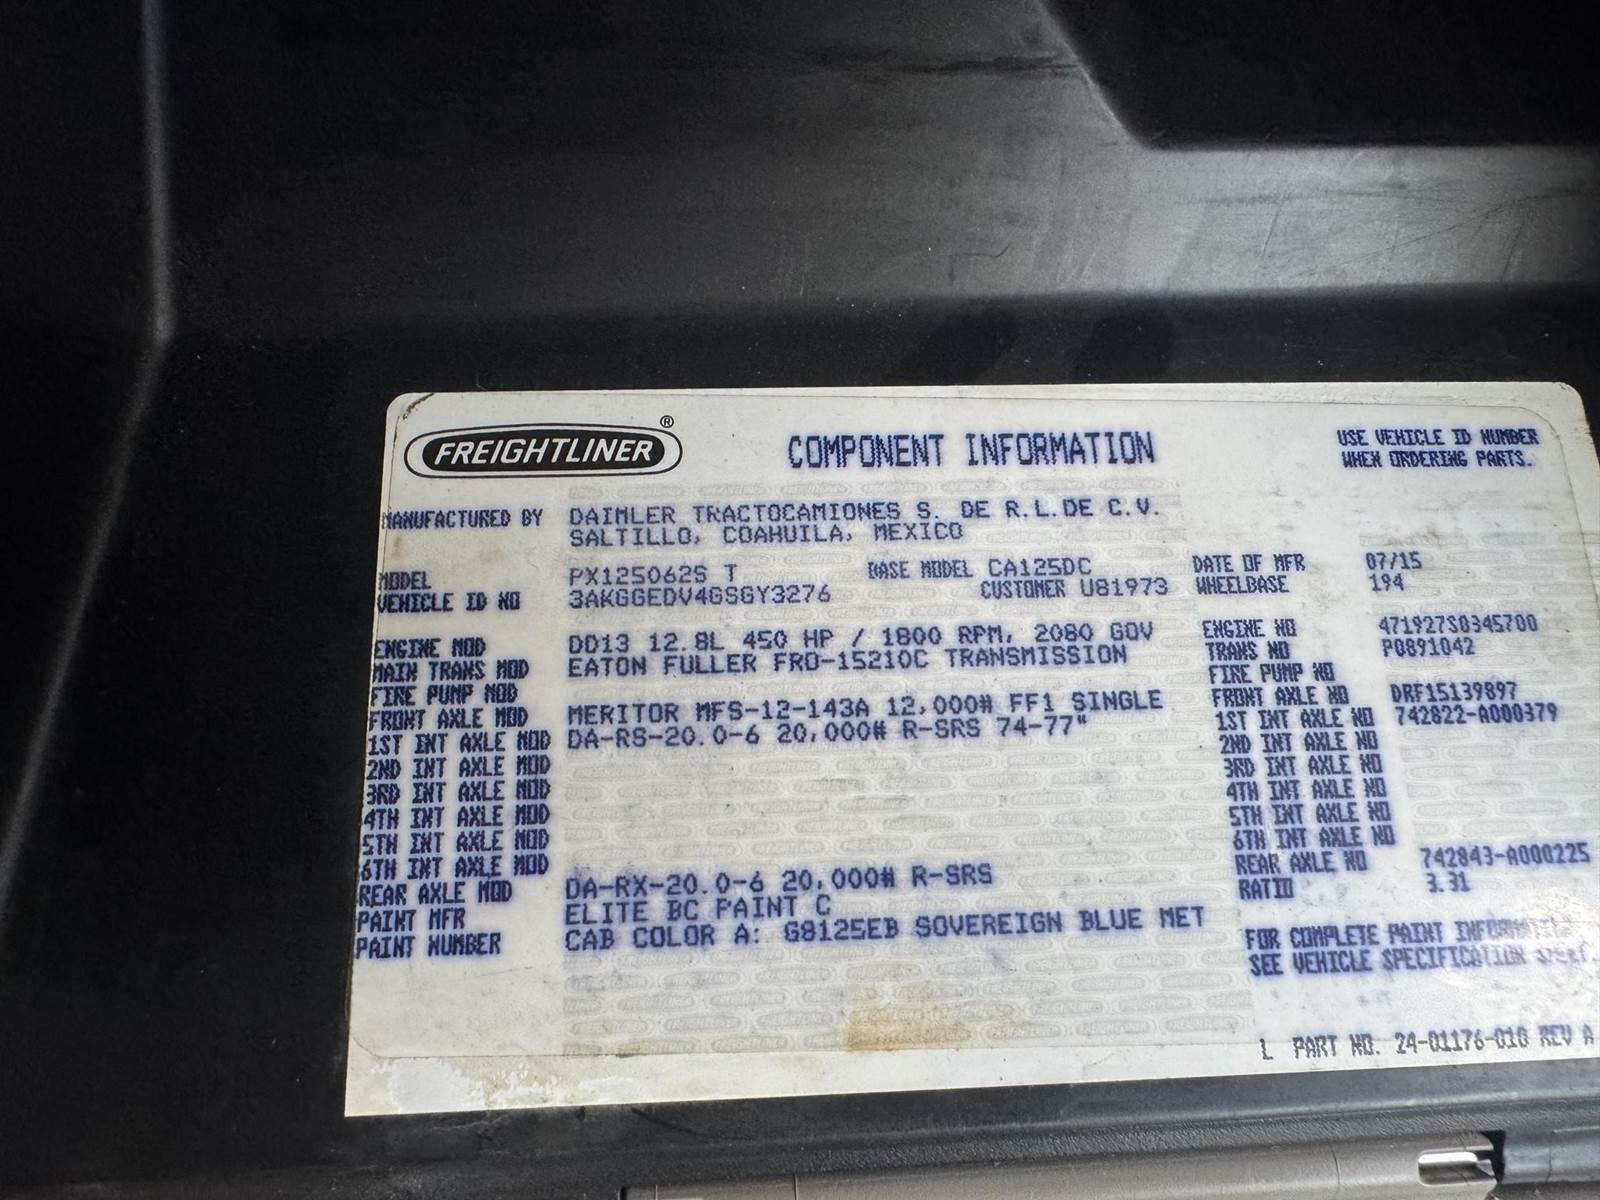 FREIGHTLINER®
COMPONENT INFORMATION
USE VEHICLE ID NUMBER
WHEN ORDERING PARTS.
MANUFACTURED BY DAIMLER TRACTOCAMIONES S. DE R.L.DE C.V.
SALTILLO, COAHUILA, MEXICO
MODEL PX125062S T BASE MODEL CA125DC DATE OF MFR 07/15
VEHICLE ID NO 3AKGGEDV4GSGY3276 CUSTOMER U81973 WHEELBASE 194
ENGINE MOD DD13 12.8L 450 HP / 1800 RPM, 2080 GOV ENGINE NO 471927S0345700
MAIN TRANS MOD EATON FULLER FRO-15210C TRANSMISSION TRANS NO P0891042
FIRE PUMP MOD FIRE PUMP NO
FRONT AXLE MOD MERITOR MFS-12-143A 12,000# FF1 SINGLE FRONT AXLE NO DRF15139897
1ST INT AXLE MOD DA-RS-20.0-6 20,000# R-SRS 74-77" 1ST INT AXLE NO 742822-A000379
2ND INT AXLE MOD 2ND INT AXLE NO
3RD INT AXLE MOD 3RD INT AXLE NO
4TH INT AXLE MOD 4TH INT AXLE NO
5TH INT AXLE MOD 5TH INT AXLE NO
6TH INT AXLE MOD 6TH INT AXLE NO
REAR AXLE MOD DA-RX-20.0-6 20,000# R-SRS REAR AXLE NO 742843-A000225
PAINT MFR ELITE BC PAINT C RATIO 3.31
PAINT NUMBER CAB COLOR A: G8125EB SOVEREIGN BLUE MET
FOR COMPLETE PAINT INFORMATION
SEE VEHICLE SPECIFICATION
L PART NO. 24-01176-010 REV A